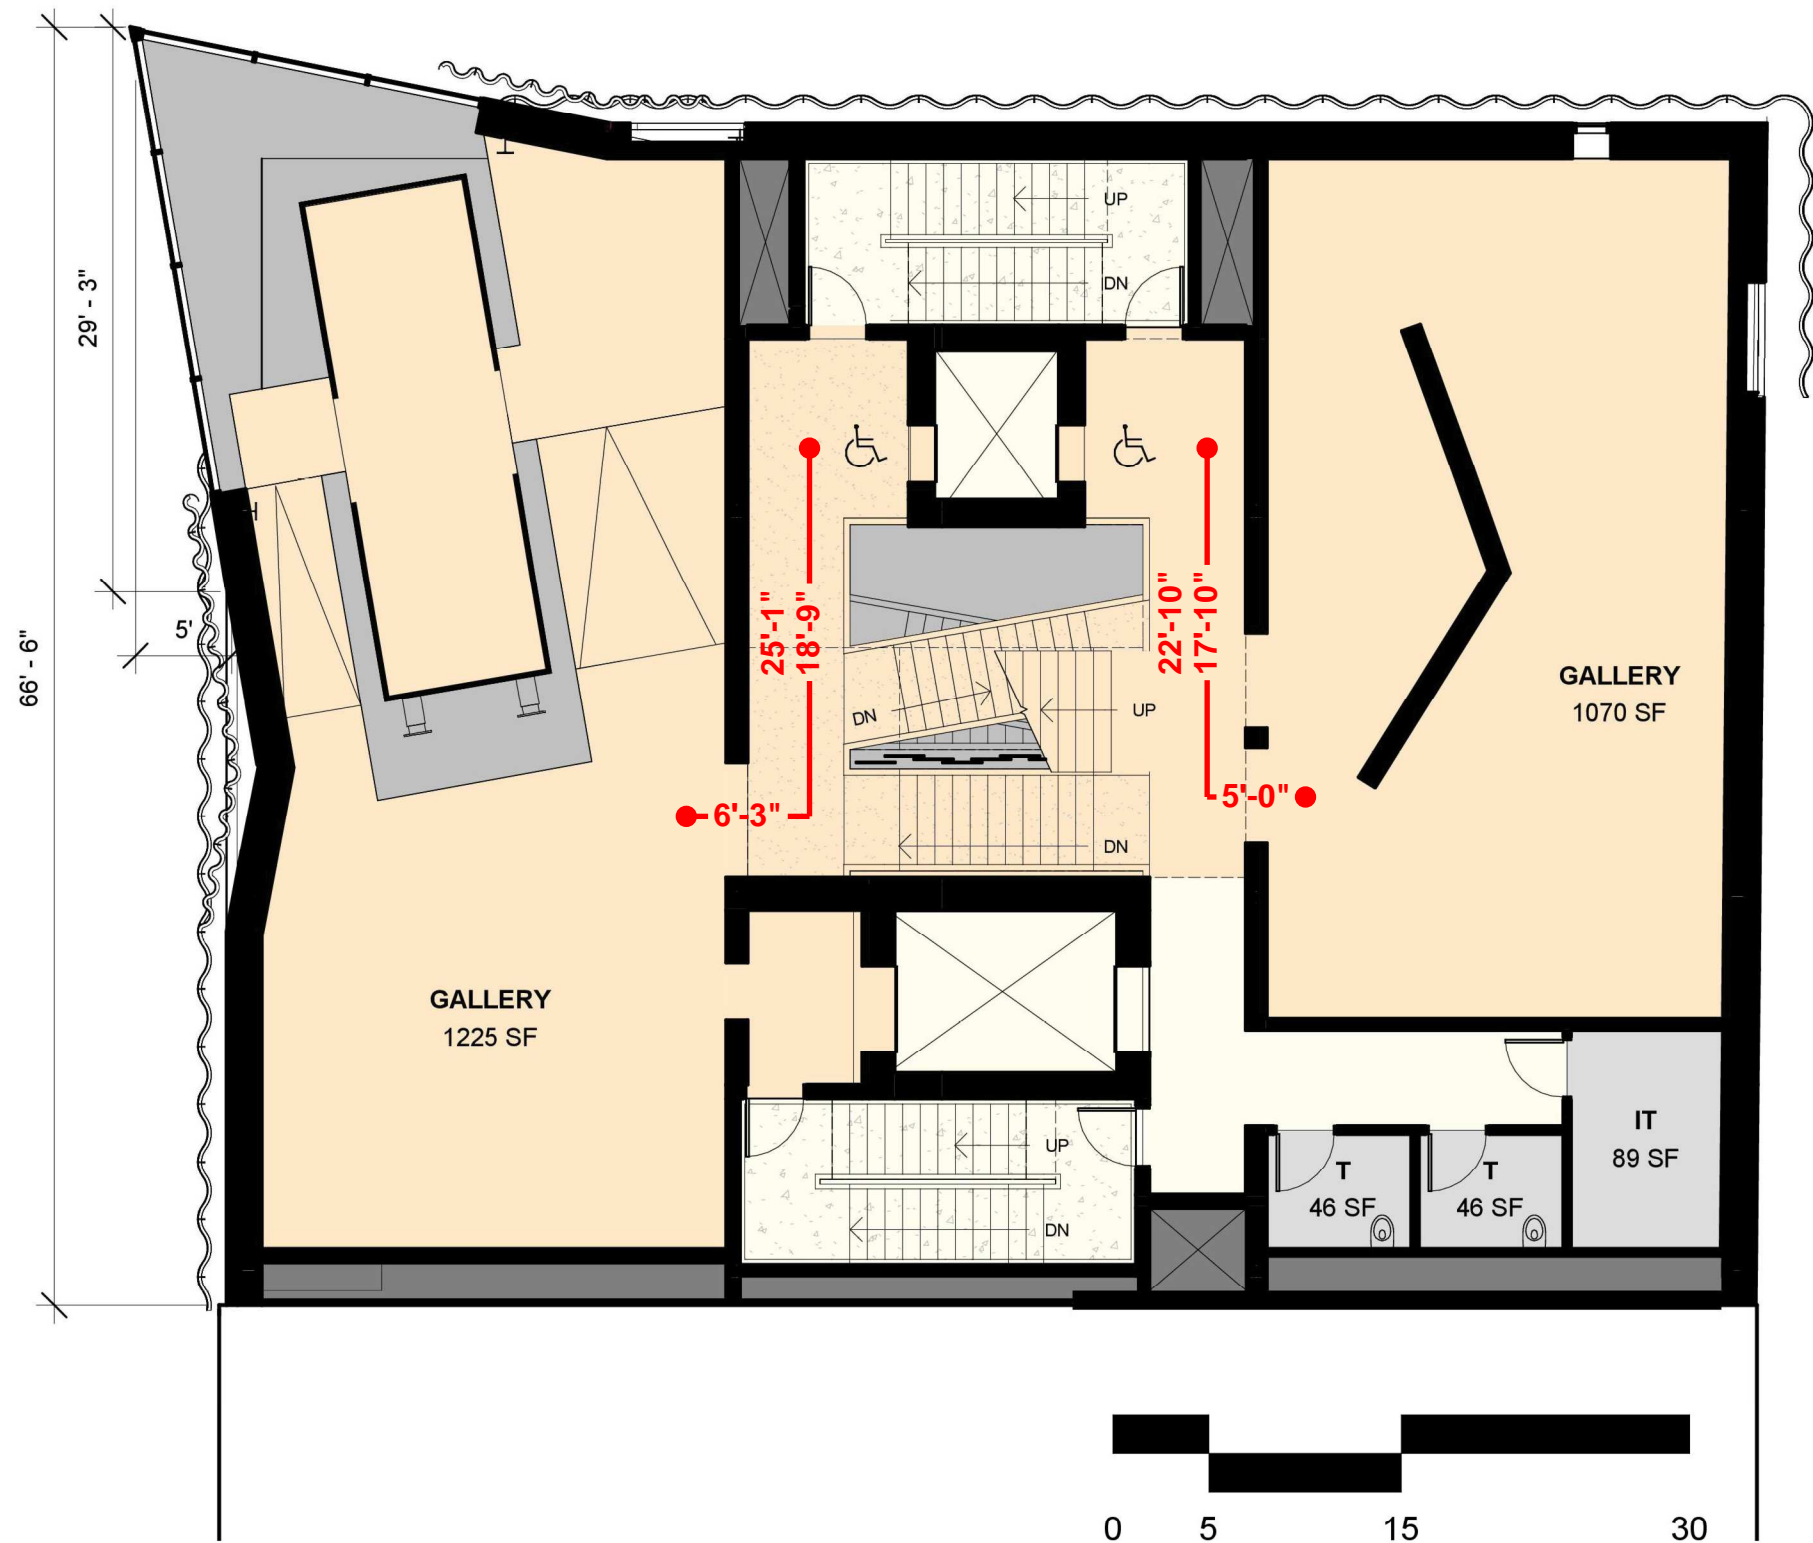 UP
DN
29' - 3"
66' - 6"
5'
25'-1"
18'-9"
22'-10"
17'-10"
GALLERY
1070 SF
DN
UP
6'-3"
5'-0"
DN
GALLERY
1225 SF
UP
DN
T
46 SF
T
46 SF
IT
89 SF
0 5 15 30